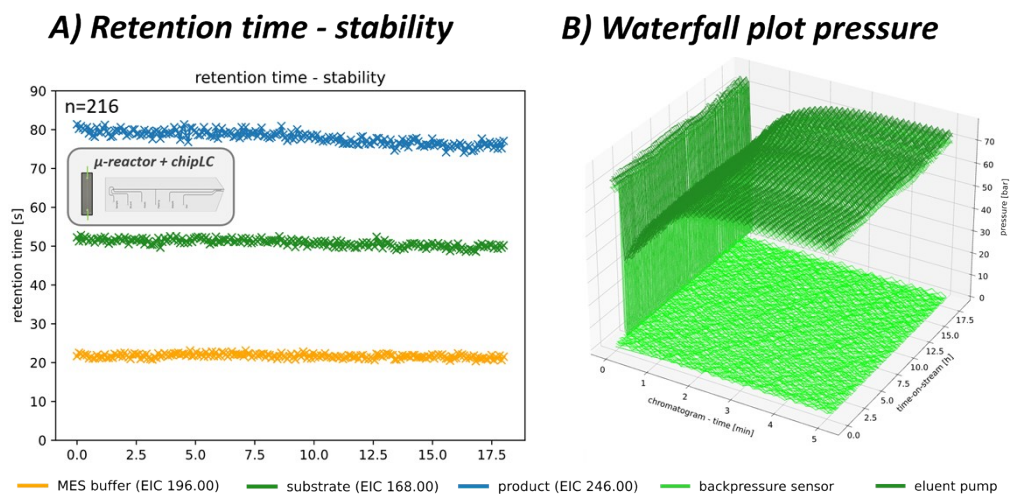 A) Retention time - stability
B) Waterfall plot pressure
retention time - stability
n=216
μ-reactor + chipLC
retention time [s]
90
80
70
60
50
40
30
20
10
0
0.0 2.5 5.0 7.5 10.0 12.5 15.0 17.5
pressure [bar]
70
60
50
40
30
20
10
0
chromatogram - time [min]
0 1 2 3 4 5
time-on-stream [h]
0.0 2.5 5.0 7.5 10.0 12.5 15.0 17.5
MES buffer (EIC 196.00) substrate (EIC 168.00) product (EIC 246.00) backpressure sensor eluent pump